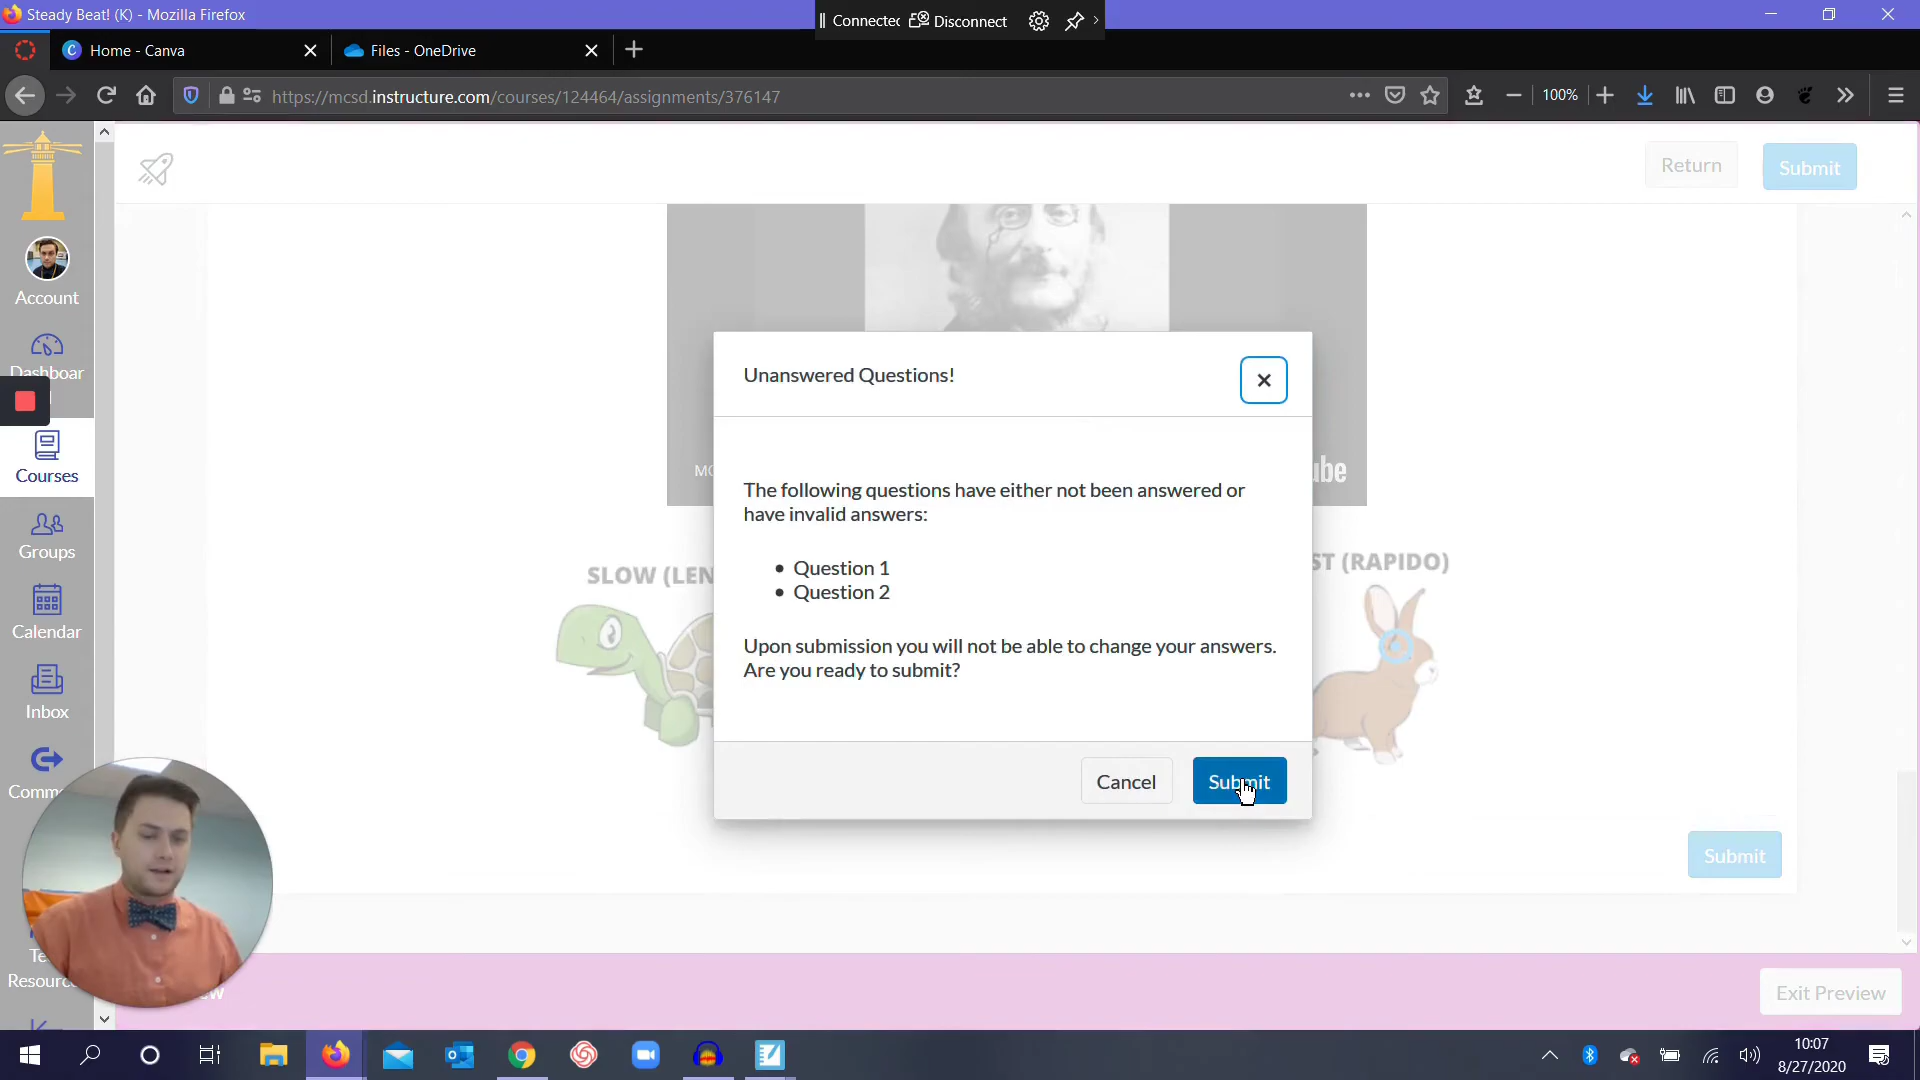 Steady Beat! (K) - Mozilla Firefox
Connected
Disconnect
Home - Canva
Files - OneDrive
https://mcsd.instructure.com/courses/124464/assignments/376147
100%
Return
Submit
Account
Dashboar
Courses
Groups
Calendar
Inbox
Unanswered Questions!
The following questions have either not been answered or
have invalid answers:
Question 1
Question 2
Upon submission you will not be able to change your answers.
Are you ready to submit?
Cancel
Submit
SLOW (LEN
ST (RAPIDO)
Submit
Exit Preview
10:07
8/27/2020